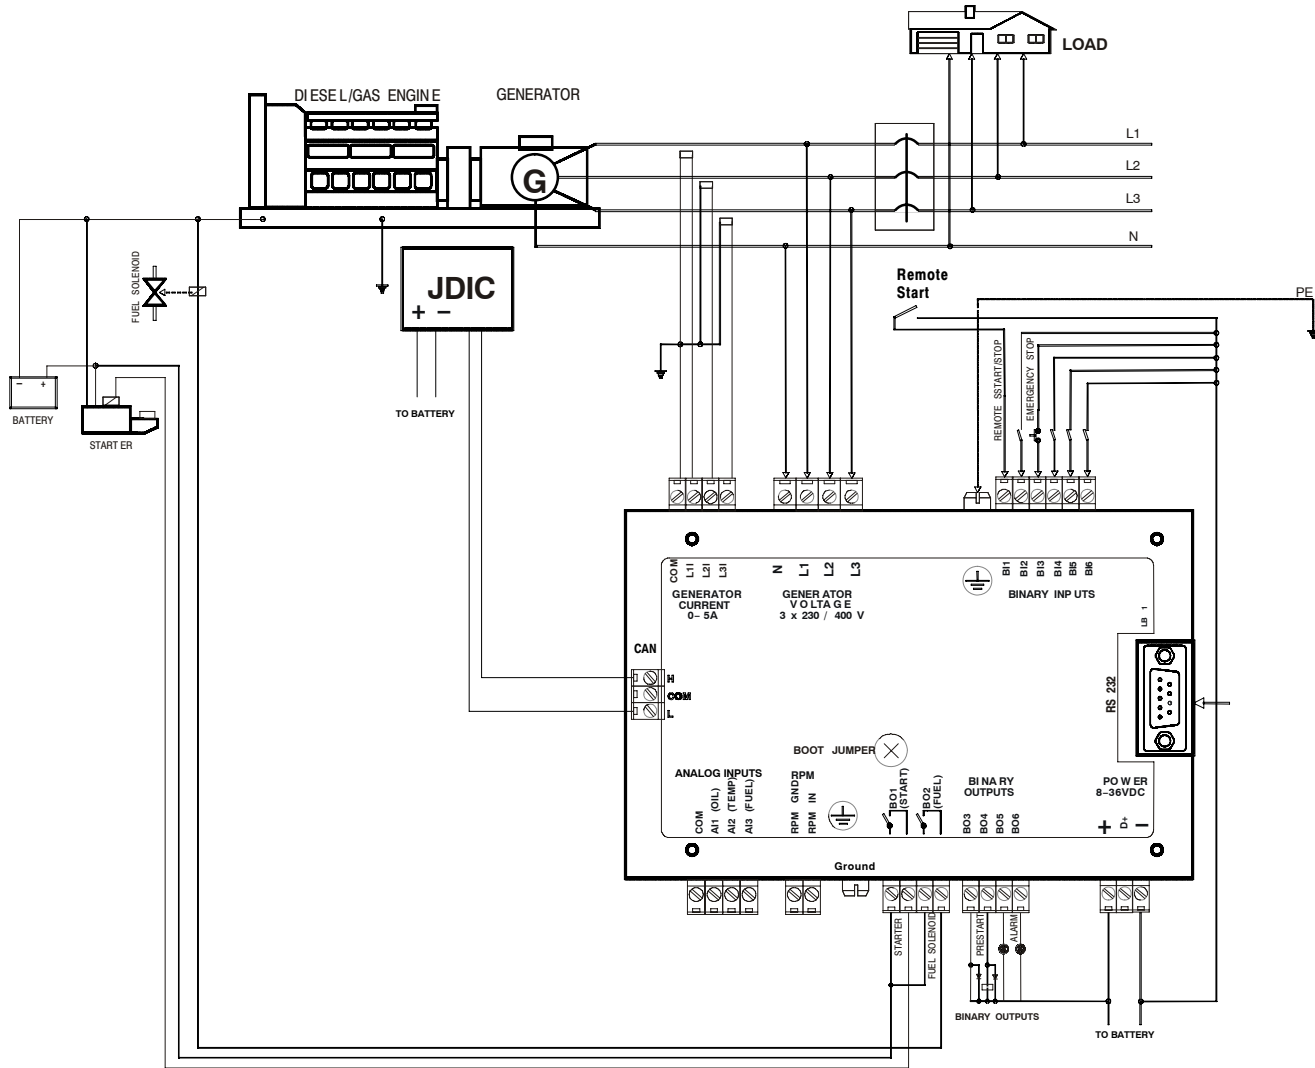 LOAD
DIESEL/GAS ENGINE
GENERATOR
G
L1
L2
L3
N
FUEL SOLENOID
JDIC
+ −
TO BATTERY
Remote
Start
PE
REMOTE SSTART/STOP
EMERGENCY STOP
− +
BATTERY
STARTER
COM
L1I
L2I
L3I
GENERATOR
CURRENT
0– 5A
N
L1
L2
L3
GENERATOR
VOLTAGE
3 x 230 / 400 V
BI1
BI2
BI3
BI4
BI5
BI6
BINARY INPUTS
LB 1
CAN
H
COM
L
RS 232
BOOT JUMPER
ANALOG INPUTS
COM
AI1 (OIL)
AI2 (TEMP)
AI3 (FUEL)
RPM
RPM GND
RPM IN
BO1
(START)
BO2
(FUEL)
BINARY
OUTPUTS
BO3
BO4
BO5
BO6
POWER
8–36VDC
+
D+
−
Ground
STARTER
FUEL SOLENOID
PRESTART
ALARM
BINARY OUTPUTS
TO BATTERY